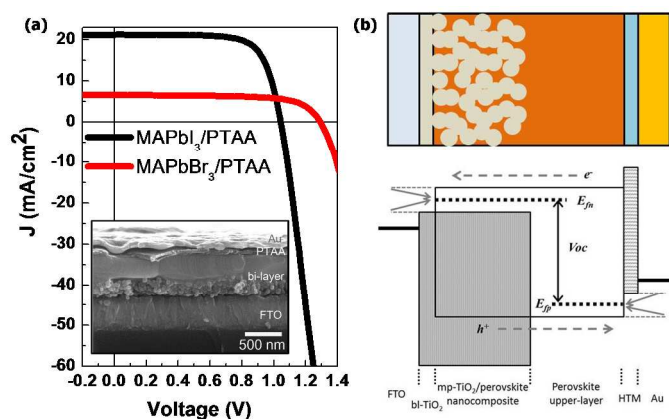 (a)
J (mA/cm²)
20
10
0
-10
-20
-30
-40
-50
-60
MAPbI₃/PTAA
MAPbBr₃/PTAA
Au
PTAA
bi-layer
FTO
500 nm
-0.2 0.0 0.2 0.4 0.6 0.8 1.0 1.2 1.4
Voltage (V)
(b)
e⁻
E_fn
Voc
E_fp
h⁺
FTO
bl-TiO₂
mp-TiO₂/perovskite
nanocomposite
Perovskite
upper-layer
HTM
Au